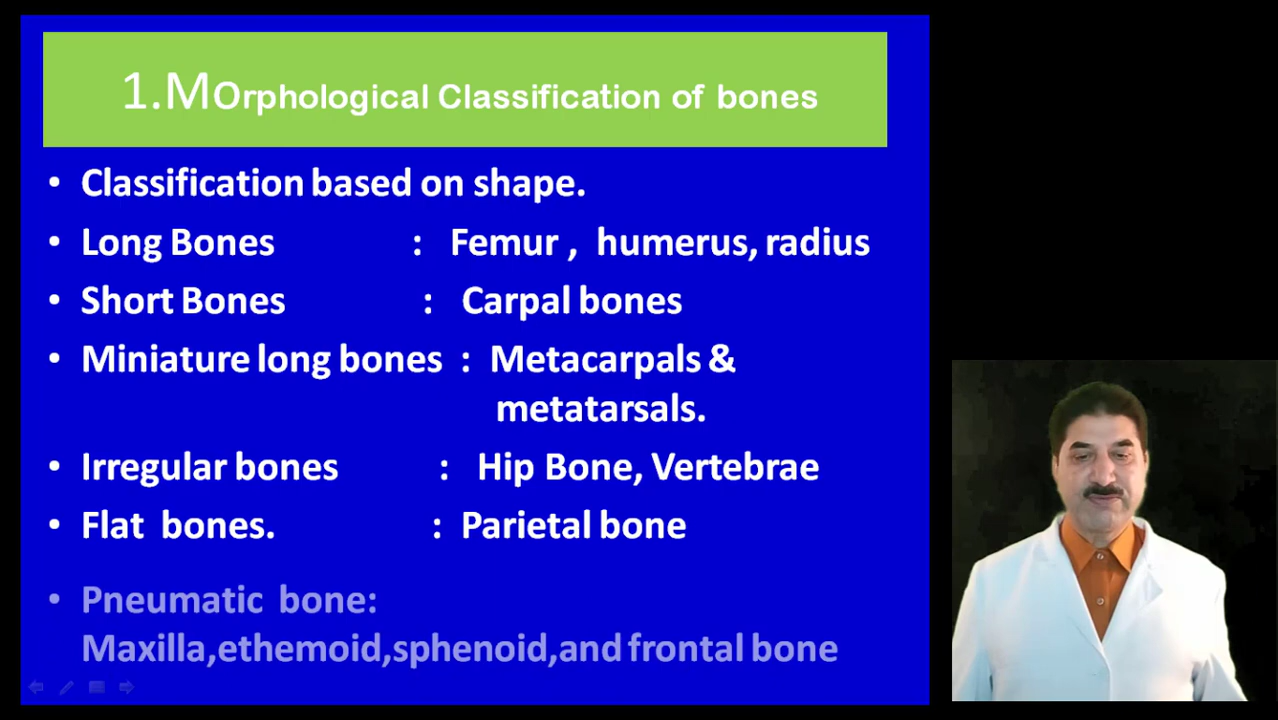 1.Morphological Classification of bones
• Classification based on shape.
• Long Bones : Femur , humerus, radius
• Short Bones : Carpal bones
• Miniature long bones : Metacarpals &
metatarsals.
• Irregular bones : Hip Bone, Vertebrae
• Flat bones. : Parietal bone
• Pneumatic bone:
Maxilla,ethemoid,sphenoid,and frontal bone